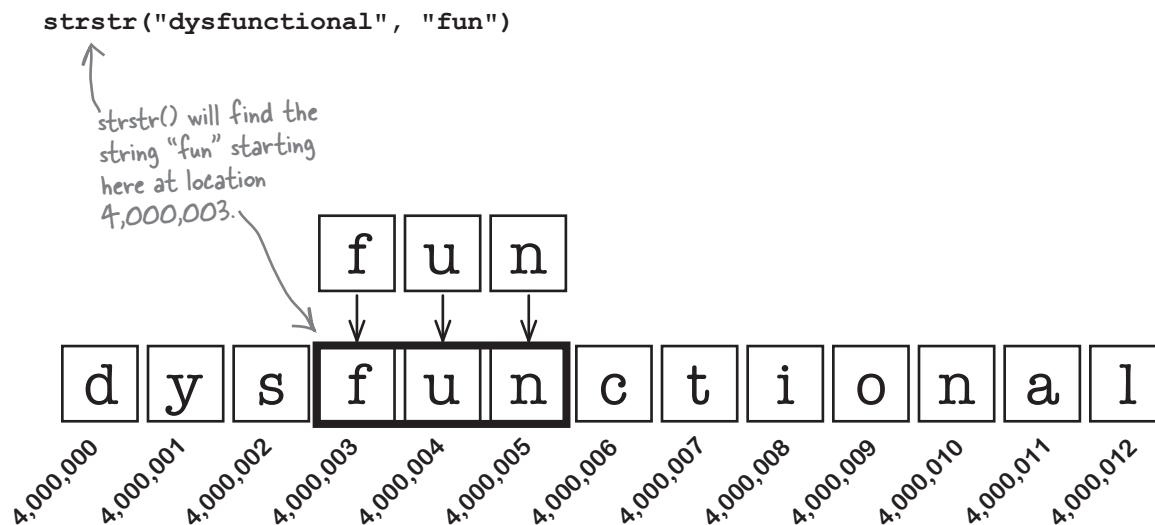 strstr("dysfunctional", "fun")
strstr() will find the
string “fun” starting
here at location
4,000,003.
f u n
d y s f u n c t i o n a l
4,000,000 4,000,001 4,000,002 4,000,003 4,000,004 4,000,005 4,000,006 4,000,007 4,000,008 4,000,009 4,000,010 4,000,011 4,000,012